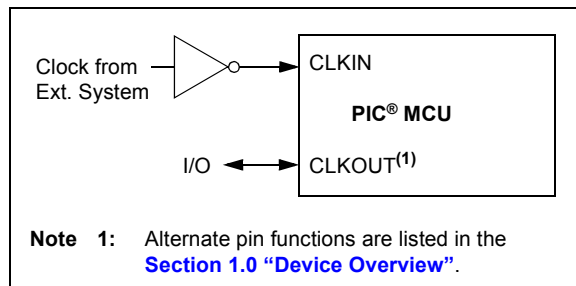 Clock from
Ext. System
CLKIN
PIC® MCU
I/O
CLKOUT(1)
Note 1: Alternate pin functions are listed in the
Section 1.0 “Device Overview”.